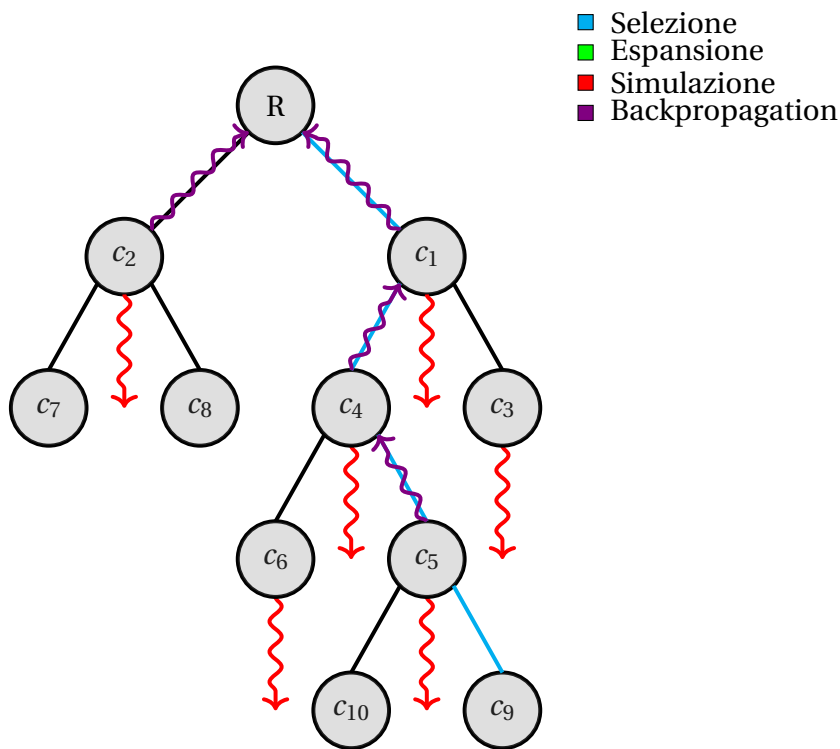 Selezione
Espansione
Simulazione
Backpropagation
R
c₂
c₁
c₇
c₈
c₄
c₃
c₆
c₅
c₁₀
c₉